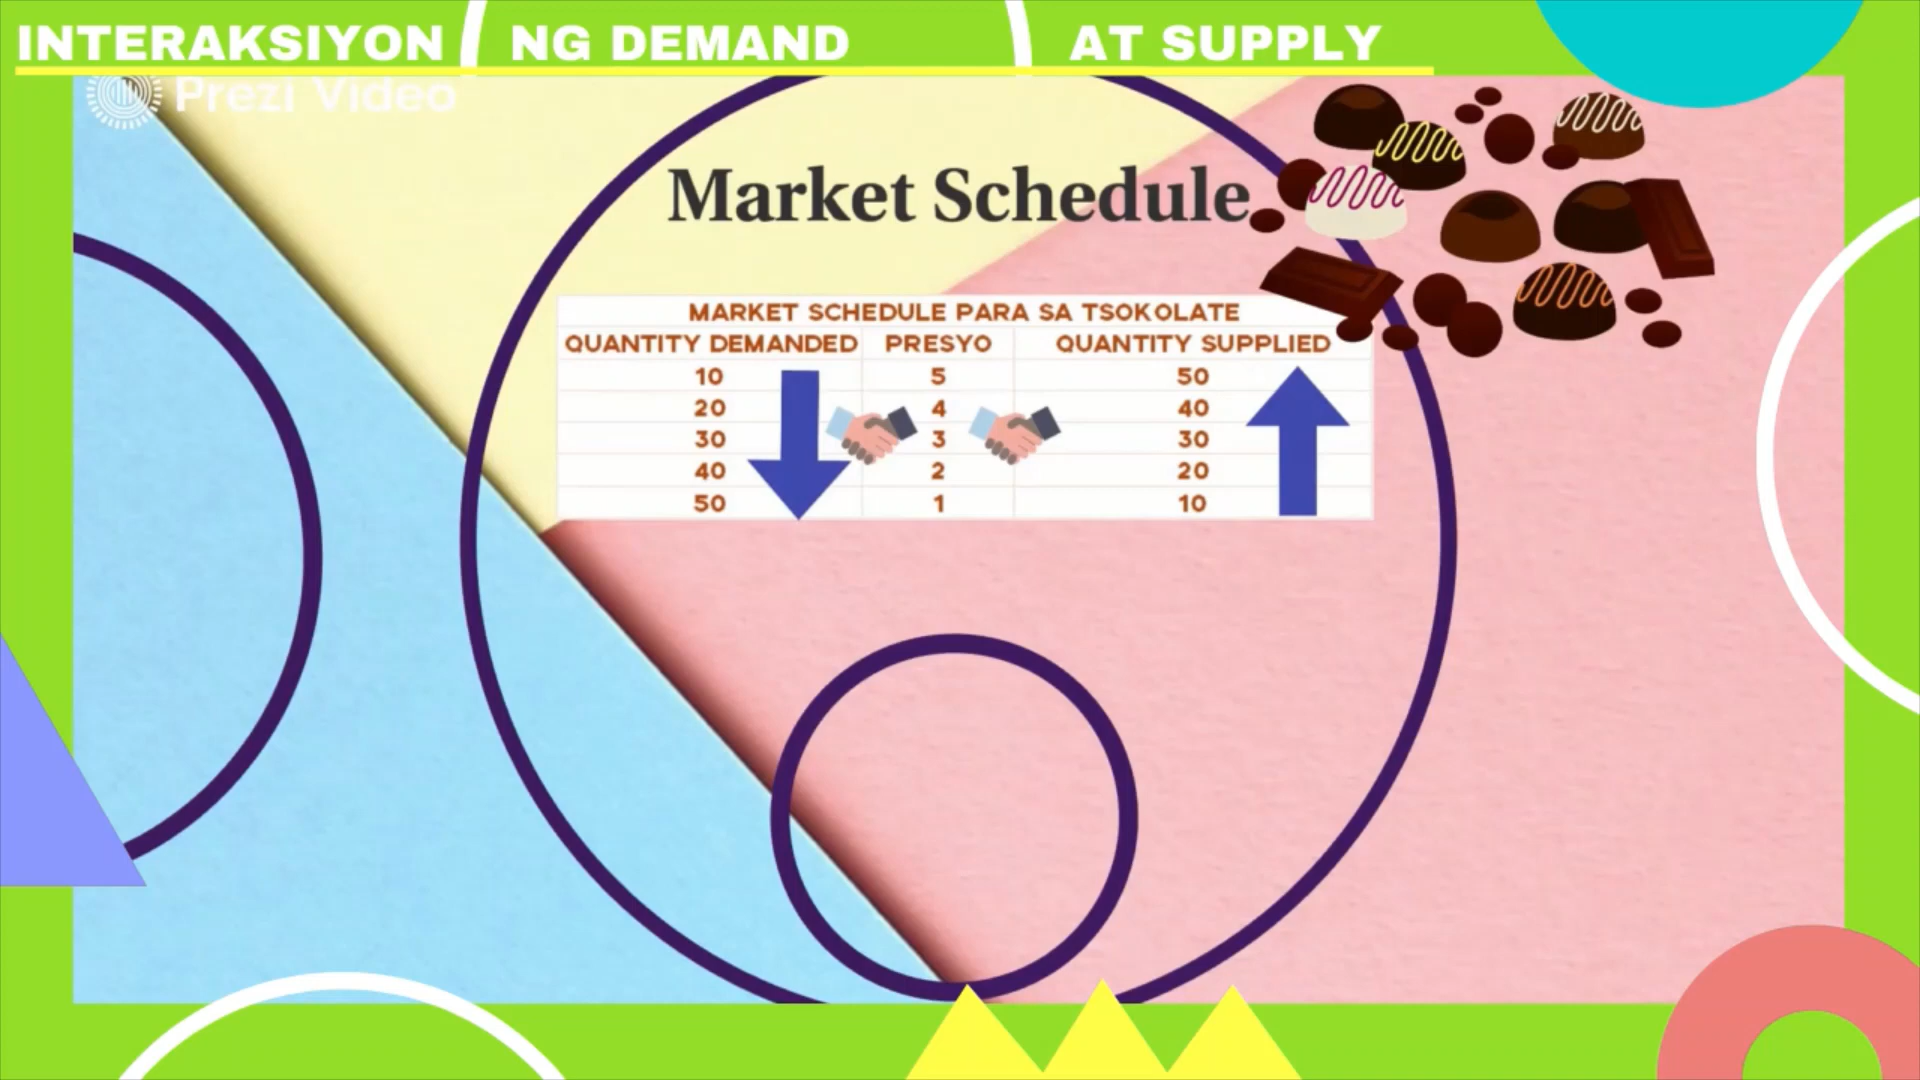 INTERAKSIYON NG DEMAND AT SUPPLY
Prezi Video
Market Schedule
MARKET SCHEDULE PARA SA TSOKOLATE
QUANTITY DEMANDED PRESYO QUANTITY SUPPLIED
10 5 50
20 4 40
30 3 30
40 2 20
50 1 10